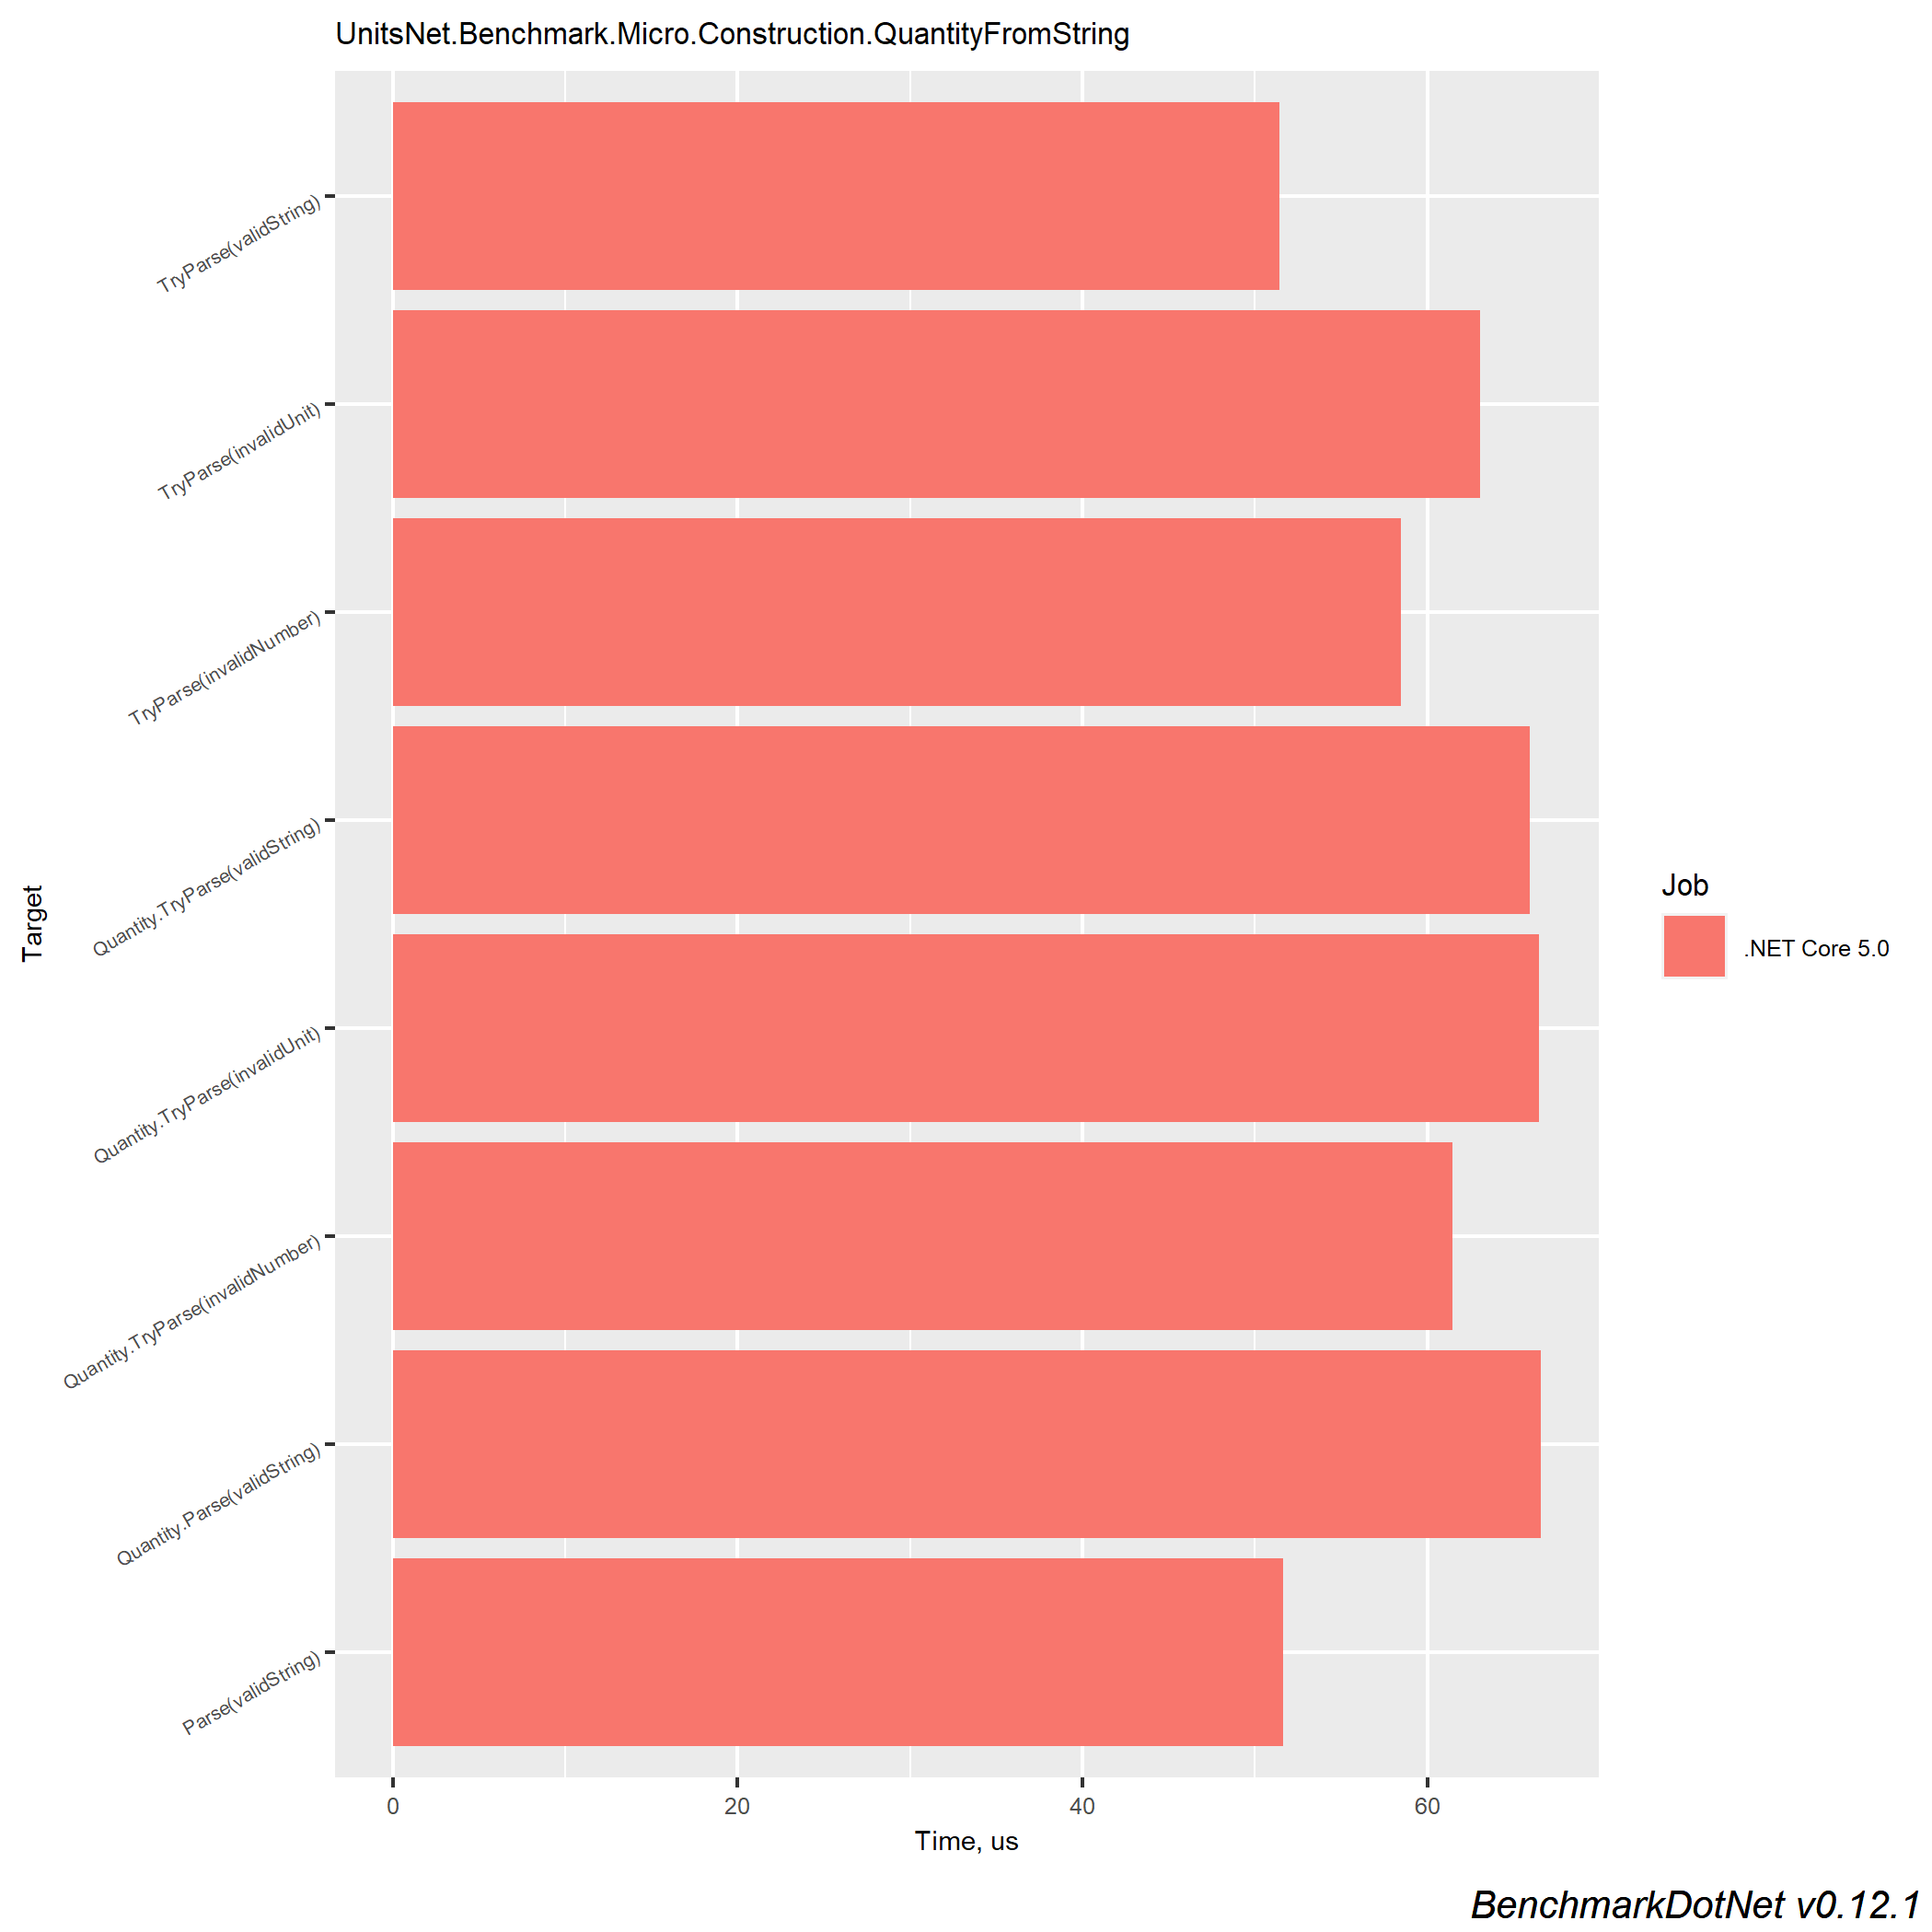 UnitsNet.Benchmark.Micro.Construction.QuantityFromString
TryParse(validString)
TryParse(invalidUnit)
TryParse(invalidNumber)
Quantity.TryParse(validString)
Quantity.TryParse(invalidUnit)
Quantity.TryParse(invalidNumber)
Quantity.Parse(validString)
Parse(validString)
Target
0 20 40 60
Time, us
Job
.NET Core 5.0
BenchmarkDotNet v0.12.1